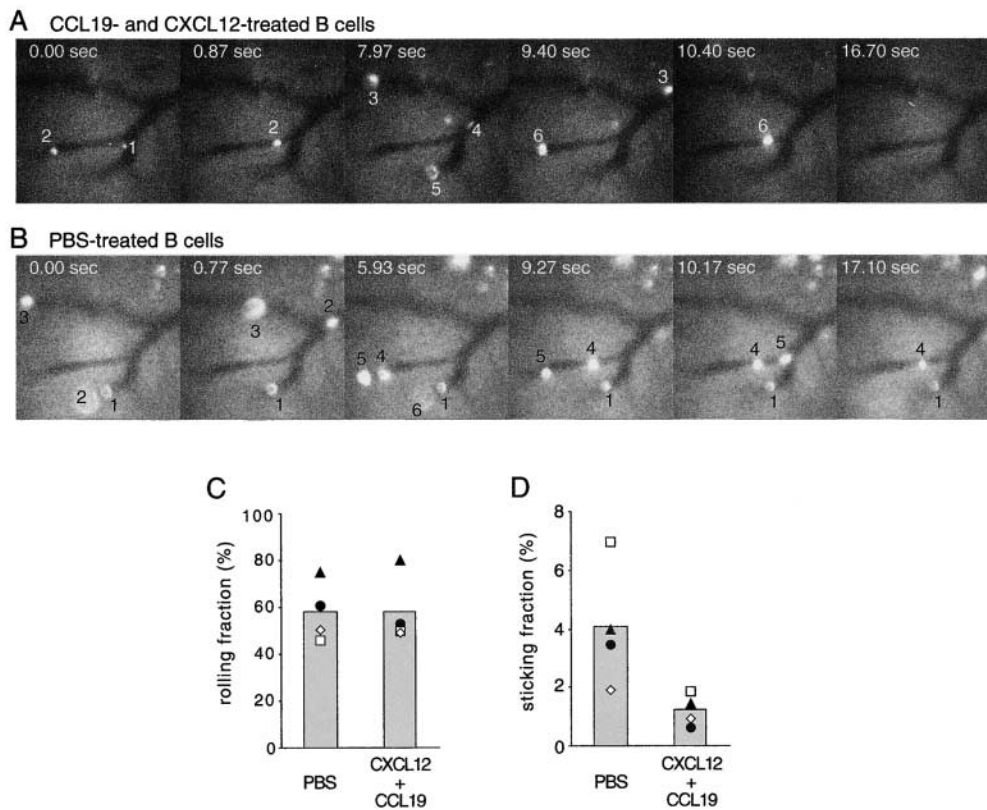 A CCL19- and CXCL12-treated B cells
0.00 sec 0.87 sec 7.97 sec 9.40 sec 10.40 sec 16.70 sec
2 1 2 3 4 5 6 3 6
B PBS-treated B cells
0.00 sec 0.77 sec 5.93 sec 9.27 sec 10.17 sec 17.10 sec
3 2 1 3 2 1 5 4 6 1 5 4 1 4 5 1 4 1
C
rolling fraction (%)
100
80
60
40
20
0
PBS
CXCL12
+
CCL19
D
sticking fraction (%)
8
6
4
2
0
PBS
CXCL12
+
CCL19